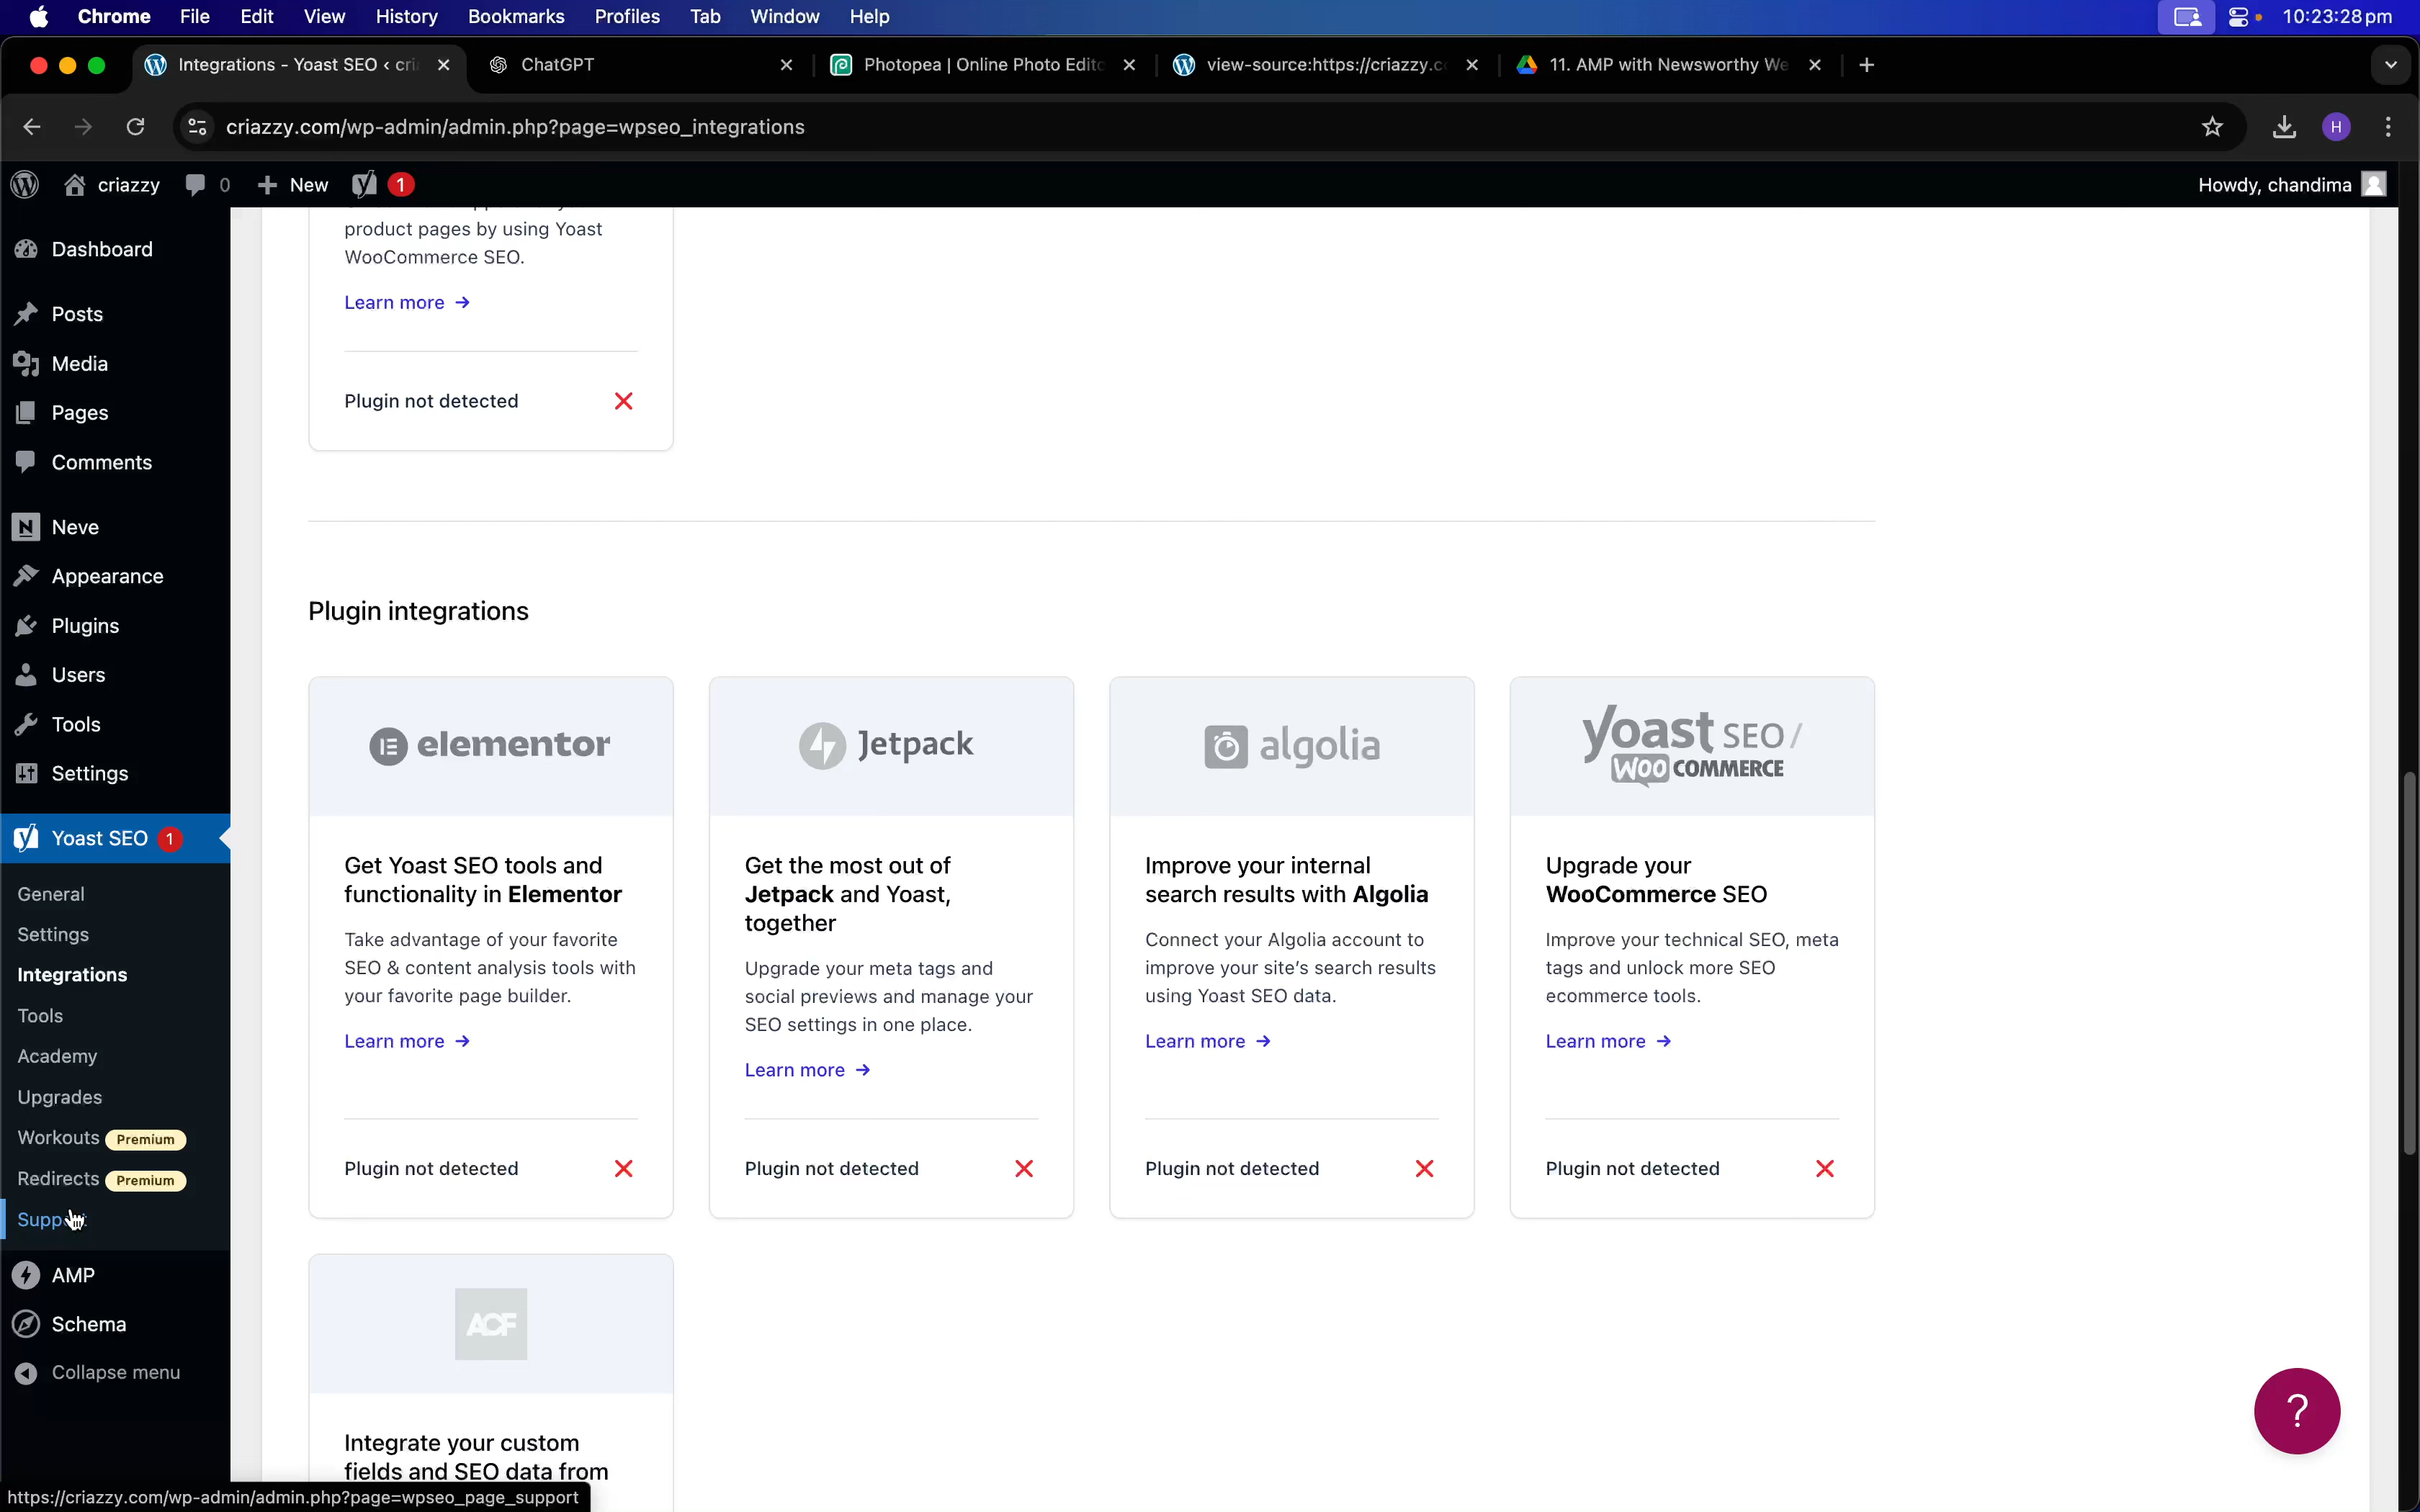 Chrome File Edit View History Bookmarks Profiles Tab Window Help 10:23:28 pm
Integrations - Yoast SEO ‹ cri ChatGPT Photopea | Online Photo Edito view-source:https://criazzy.c 11. AMP with Newsworthy We
criazzy.com/wp-admin/admin.php?page=wpseo_integrations H
criazzy 0 New 1 Howdy, chandima
Dashboard
Posts
Media
Pages
Comments
Neve
Appearance
Plugins
Users
Tools
Settings
Yoast SEO 1
General
Settings
Integrations
Tools
Academy
Upgrades
Workouts Premium
Redirects Premium
AMP
Schema
Collapse menu
product pages by using Yoast
WooCommerce SEO.
Learn more →
Plugin not detected
Plugin integrations
elementor
Get Yoast SEO tools and
functionality in Elementor
Take advantage of your favorite
SEO & content analysis tools with
your favorite page builder.
Learn more →
Plugin not detected
Jetpack
Get the most out of
Jetpack and Yoast,
together
Upgrade your meta tags and
social previews and manage your
SEO settings in one place.
Learn more →
Plugin not detected
algolia
Improve your internal
search results with Algolia
Connect your Algolia account to
improve your site's search results
using Yoast SEO data.
Learn more →
Plugin not detected
yoast SEO /
WOO COMMERCE
Upgrade your
WooCommerce SEO
Improve your technical SEO, meta
tags and unlock more SEO
ecommerce tools.
Learn more →
Plugin not detected
ACF
Integrate your custom
fields and SEO data from
?
https://criazzy.com/wp-admin/admin.php?page=wpseo_page_support